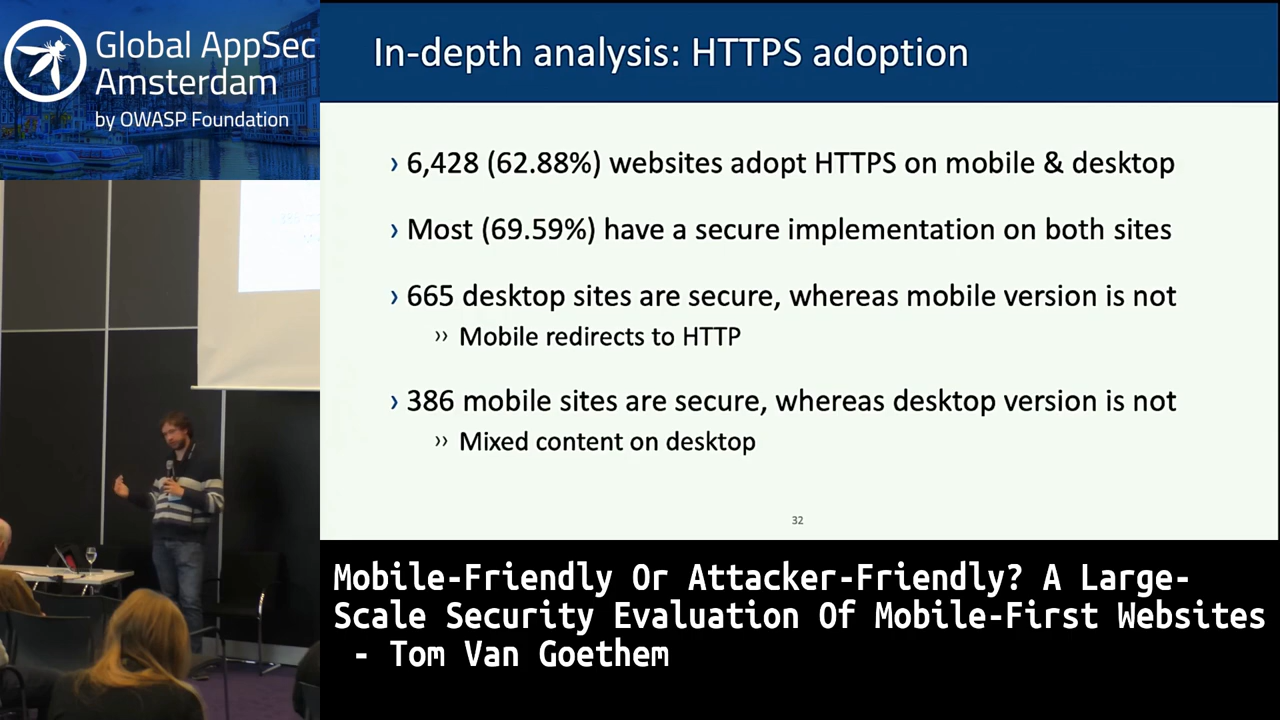 Global AppSec
Amsterdam
by OWASP Foundation
In-depth analysis: HTTPS adoption
› 6,428 (62.88%) websites adopt HTTPS on mobile & desktop
› Most (69.59%) have a secure implementation on both sites
› 665 desktop sites are secure, whereas mobile version is not
›› Mobile redirects to HTTP
› 386 mobile sites are secure, whereas desktop version is not
›› Mixed content on desktop
32
Mobile-Friendly Or Attacker-Friendly? A Large-
Scale Security Evaluation Of Mobile-First Websites
- Tom Van Goethem